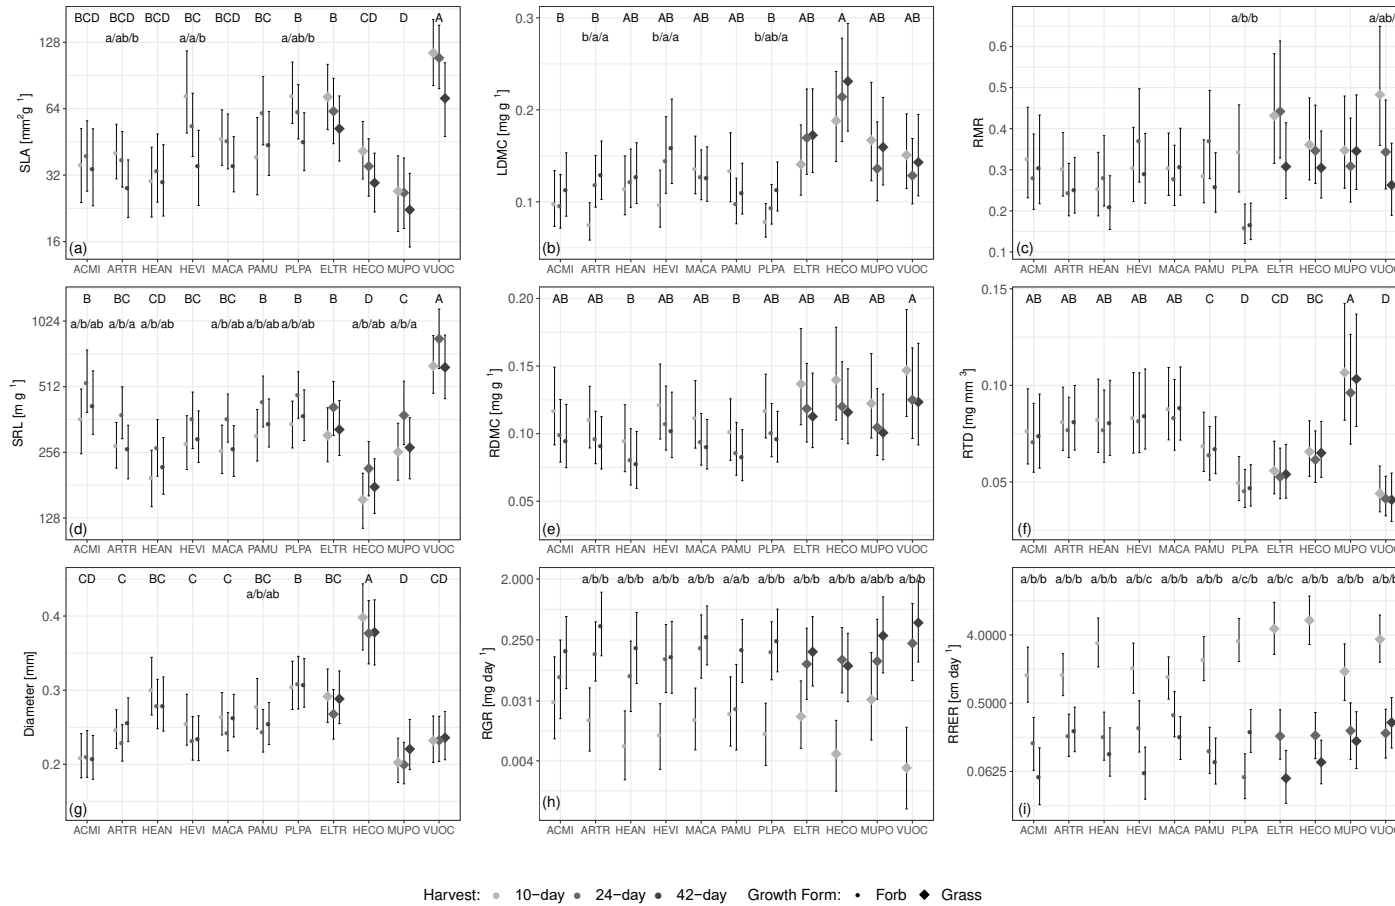 BCD BCD BCD BC BCD BC B B CD D A
a/ab/b a/a/b a/ab/b
128
64
32
16
SLA [mm²g⁻¹]
(a)
ACMI ARTR HEAN HEVI MACA PAMU PLPA ELTR HECO MUPO VUOC
B B AB AB AB AB B AB A AB AB
b/a/a b/a/a b/ab/a
0.3
0.2
0.1
LDMC [mg g⁻¹]
(b)
ACMI ARTR HEAN HEVI MACA PAMU PLPA ELTR HECO MUPO VUOC
a/b/b
0.6
0.5
0.4
0.3
0.2
0.1
RMR
(c)
ACMI ARTR HEAN HEVI MACA PAMU PLPA ELTR HECO MUPO
B BC CD BC BC B B B D C A
a/b/ab a/b/a a/b/ab a/b/ab a/b/ab a/b/ab a/b/ab a/b/a
1024
512
256
128
SRL [m g⁻¹]
(d)
ACMI ARTR HEAN HEVI MACA PAMU PLPA ELTR HECO MUPO VUOC
AB AB B AB AB B AB AB AB AB A
0.20
0.15
0.10
0.05
RDMC [mg g⁻¹]
(e)
ACMI ARTR HEAN HEVI MACA PAMU PLPA ELTR HECO MUPO VUOC
AB AB AB AB AB C D CD BC A D
0.15
0.10
0.05
RTD [mg mm⁻³]
(f)
ACMI ARTR HEAN HEVI MACA PAMU PLPA ELTR HECO MUPO
CD C BC C C BC B BC A D CD
a/b/ab
0.4
0.3
0.2
Diameter [mm]
(g)
ACMI ARTR HEAN HEVI MACA PAMU PLPA ELTR HECO MUPO VUOC
a/b/b a/b/b a/b/b a/b/b a/a/b a/b/b a/b/b a/b/b a/ab/b a/b/b
2.000
0.250
0.031
0.004
RGR [mg day⁻¹]
(h)
ACMI ARTR HEAN HEVI MACA PAMU PLPA ELTR HECO MUPO VUOC
a/b/b a/b/b a/b/b a/b/c a/b/b a/b/b a/c/b a/b/c a/b/b a/b/b a/b/b
4.0000
0.5000
0.0625
RRER [cm day⁻¹]
(i)
ACMI ARTR HEAN HEVI MACA PAMU PLPA ELTR HECO MUPO
Harvest: 10−day 24−day 42−day Growth Form: Forb Grass